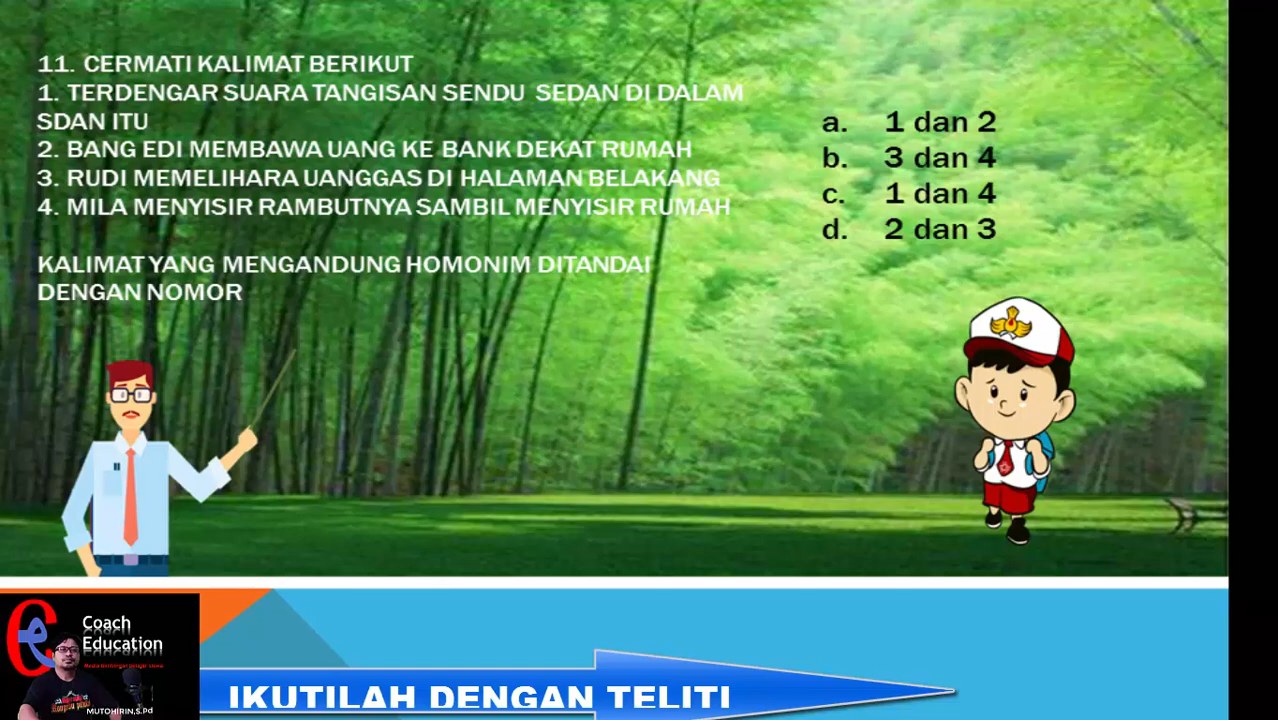 11. CERMATI KALIMAT BERIKUT
1. TERDENGAR SUARA TANGISAN SENDU SEDAN DI DALAM
SDAN ITU
2. BANG EDI MEMBAWA UANG KE BANK DEKAT RUMAH
3. RUDI MEMELIHARA UANGGAS DI HALAMAN BELAKANG
4. MILA MENYISIR RAMBUTNYA SAMBIL MENYISIR RUMAH
KALIMAT YANG MENGANDUNG HOMONIM DITANDAI
DENGAN NOMOR
a. 1 dan 2
b. 3 dan 4
c. 1 dan 4
d. 2 dan 3
Coach
Education
MUTOHIRIN,S.Pd
IKUTILAH DENGAN TELITI